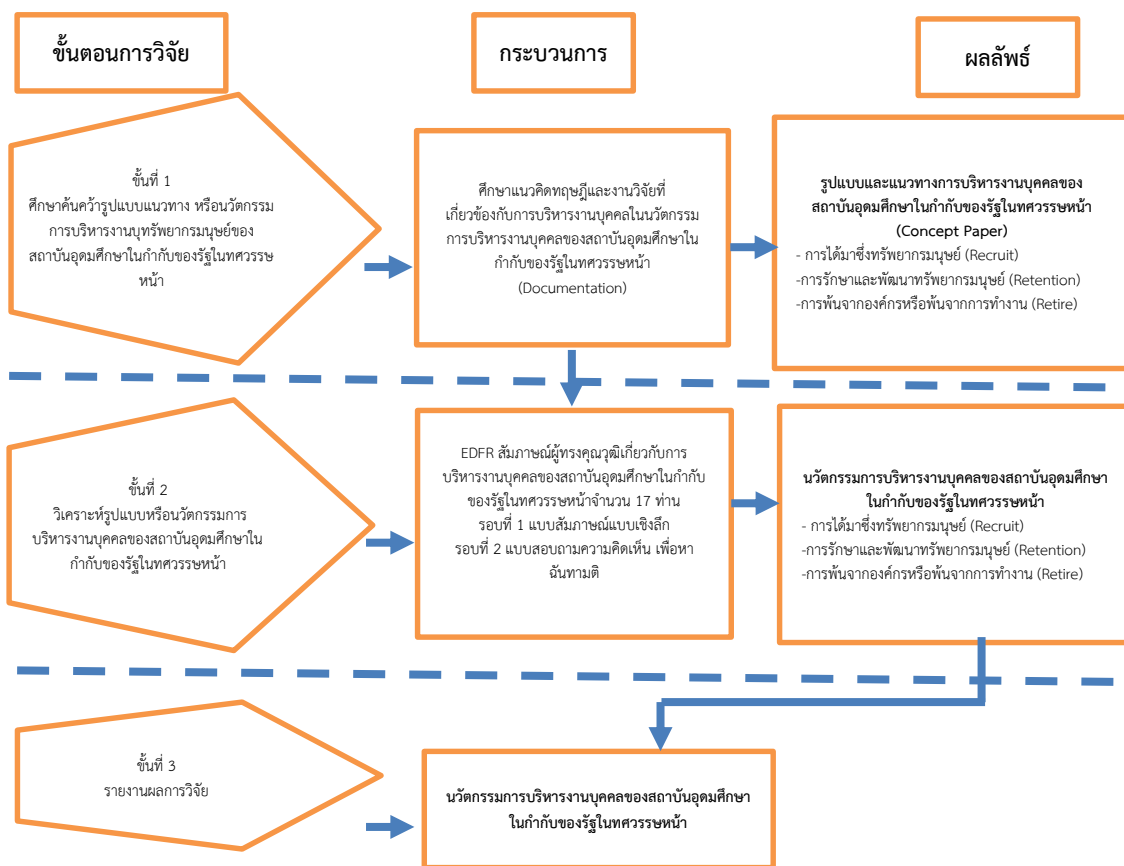 ขั้นตอนการวิจัย
กระบวนการ
ผลลัพธ์
ขั้นที่ 1
ศึกษาค้นคว้ารูปแบบแนวทาง หรือนวัตกรรม
การบริหารงานบุทรัพยากรมนุษย์ของ
สถาบันอุดมศึกษาในกำกับของรัฐในทศวรรษ
หน้า
ศึกษาแนวคิดทฤษฎีและงานวิจัยที่
เกี่ยวข้องกับการบริหารงานบุคคลในนวัตกรรม
การบริหารงานบุคคลของสถาบันอุดมศึกษาใน
กำกับของรัฐในทศวรรษหน้า
(Documentation)
รูปแบบและแนวทางการบริหารงานบุคคลของ
สถาบันอุดมศึกษาในกำกับของรัฐในทศวรรษหน้า
(Concept Paper)
- การได้มาซึ่งทรัพยากรมนุษย์ (Recruit)
-การรักษาและพัฒนาทรัพยากรมนุษย์ (Retention)
-การพ้นจากองค์กรหรือพ้นจากการทำงาน (Retire)
ขั้นที่ 2
วิเคราะห์รูปแบบหรือนวัตกรรมการ
บริหารงานบุคคลของสถาบันอุดมศึกษาใน
กำกับของรัฐในทศวรรษหน้า
EDFR สัมภาษณ์ผู้ทรงคุณวุฒิเกี่ยวกับการ
บริหารงานบุคคลของสถาบันอุดมศึกษาในกำกับ
ของรัฐในทศวรรษหน้าจำนวน 17 ท่าน
รอบที่ 1 แบบสัมภาษณ์แบบเชิงลึก
รอบที่ 2 แบบสอบถามความคิดเห็น เพื่อหา
ฉันทามติ
นวัตกรรมการบริหารงานบุคคลของสถาบันอุดมศึกษา
ในกำกับของรัฐในทศวรรษหน้า
- การได้มาซึ่งทรัพยากรมนุษย์ (Recruit)
-การรักษาและพัฒนาทรัพยากรมนุษย์ (Retention)
-การพ้นจากองค์กรหรือพ้นจากการทำงาน (Retire)
ขั้นที่ 3
รายงานผลการวิจัย
นวัตกรรมการบริหารงานบุคคลของสถาบันอุดมศึกษา
ในกำกับของรัฐในทศวรรษหน้า